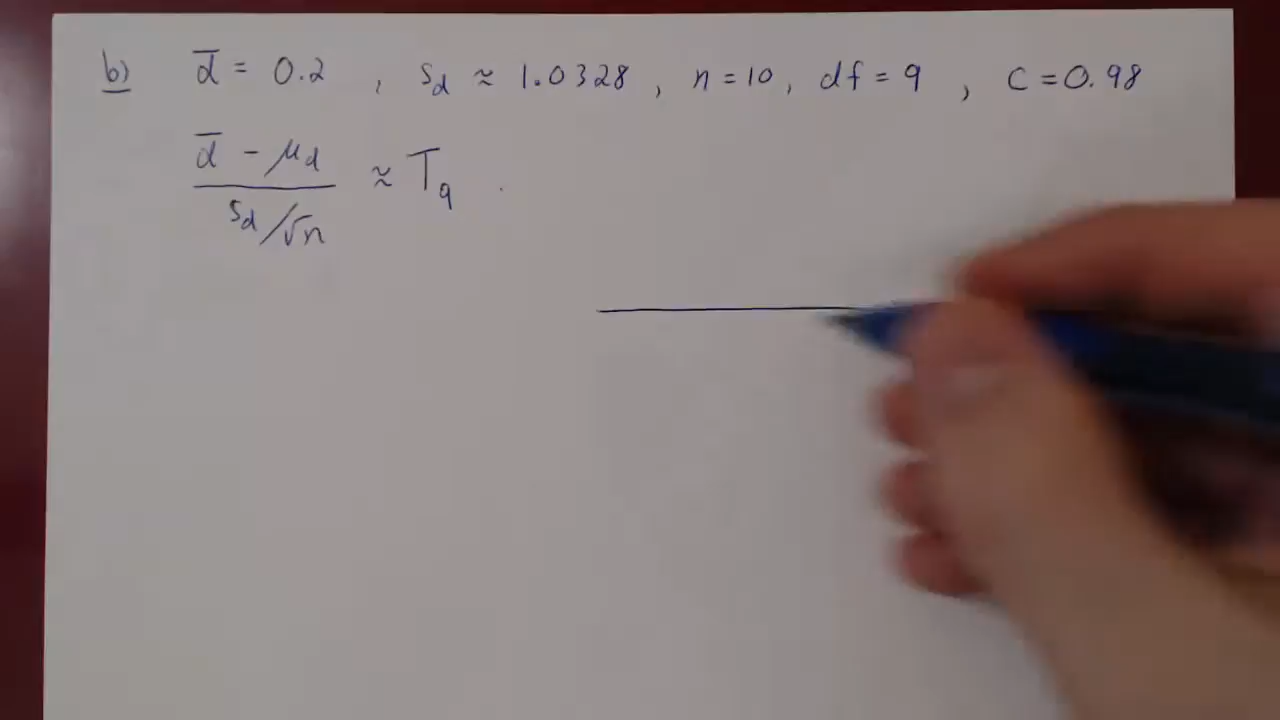 b) d̅ = 0.2 , s_d ≈ 1.0328 , n = 10 , df = 9 , C = 0.98
d̅ - μ_d
≈ T_9
s_d/√n